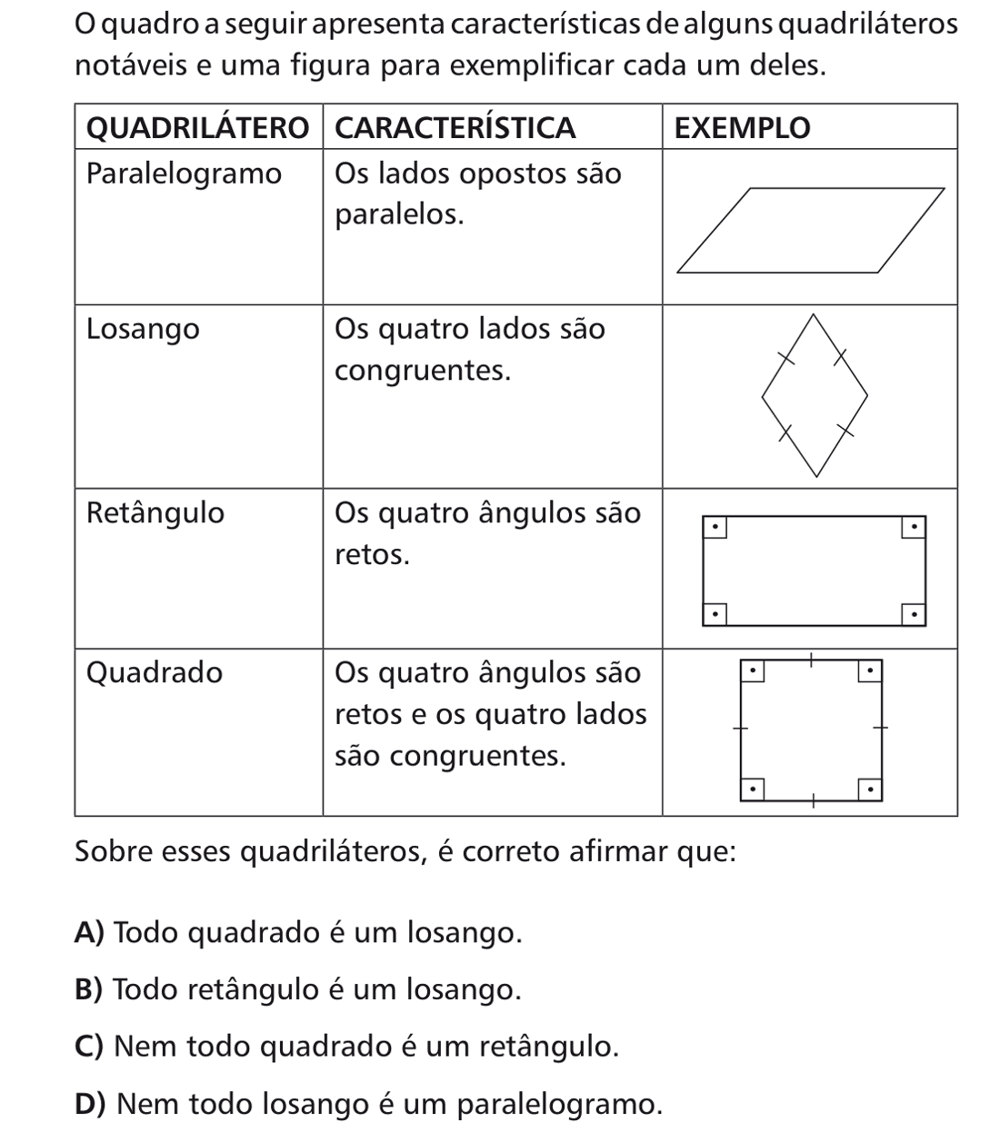 O quadro a seguir apresenta características de alguns quadriláteros
notáveis e uma figura para exemplificar cada um deles.
QUADRILÁTERO CARACTERÍSTICA EXEMPLO
Paralelogramo Os lados opostos são
paralelos.
Losango Os quatro lados são
congruentes.
Retângulo Os quatro ângulos são
retos.
Quadrado Os quatro ângulos são
retos e os quatro lados
são congruentes.
Sobre esses quadriláteros, é correto afirmar que:
A) Todo quadrado é um losango.
B) Todo retângulo é um losango.
C) Nem todo quadrado é um retângulo.
D) Nem todo losango é um paralelogramo.